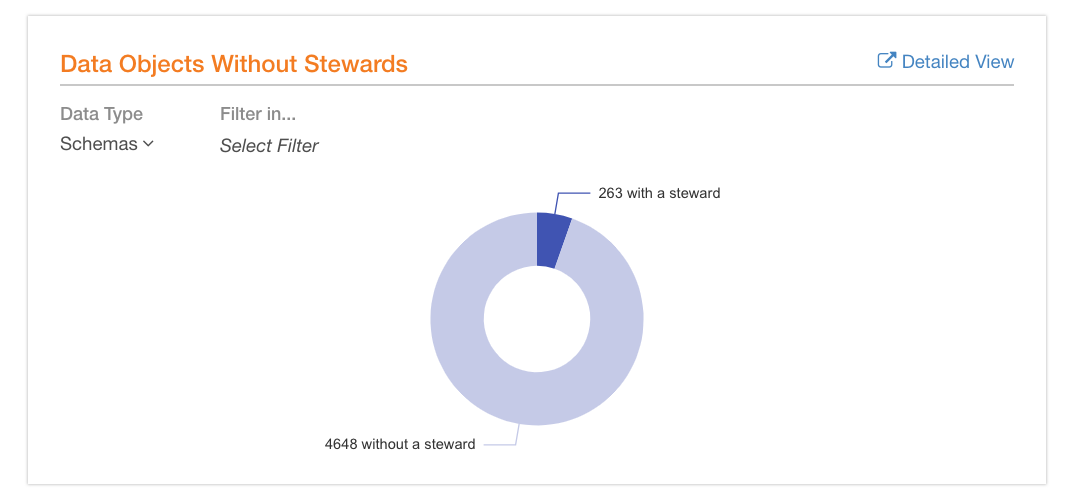 Data Objects Without Stewards
Detailed View
Data Type
Filter in...
Schemas
Select Filter
263 with a steward
4648 without a steward